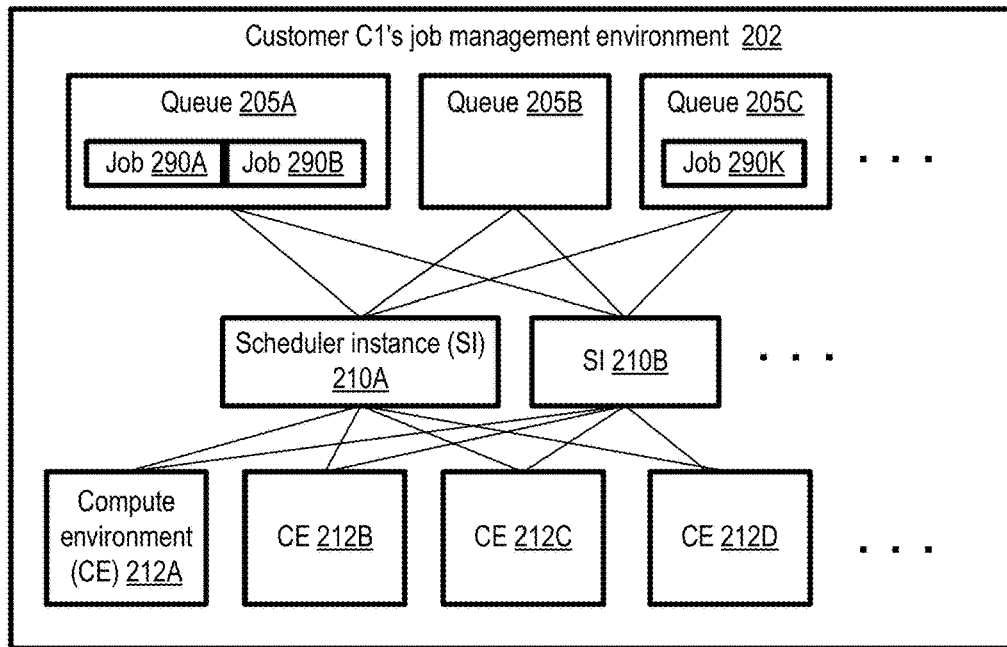 Customer C1's job management environment 202
Queue 205A
Queue 205B
Queue 205C
Job 290A
Job 290B
Job 290K
. . .
Scheduler instance (SI)
210A
SI 210B
. . .
Compute
environment
(CE) 212A
CE 212B
CE 212C
CE 212D
. . .